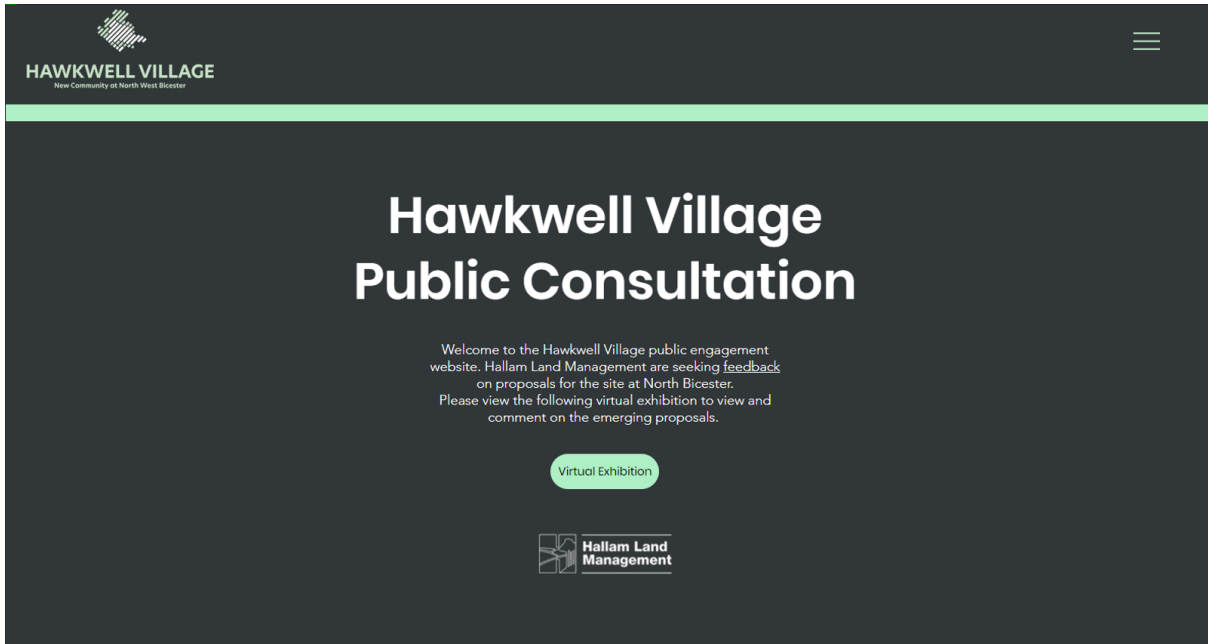 HAWKWELL VILLAGE
New Community at North West Bicester
Hawkwell Village
Public Consultation
Welcome to the Hawkwell Village public engagement
website. Hallam Land Management are seeking feedback
on proposals for the site at North Bicester.
Please view the following virtual exhibition to view and
comment on the emerging proposals.
Virtual Exhibition
Hallam Land
Management